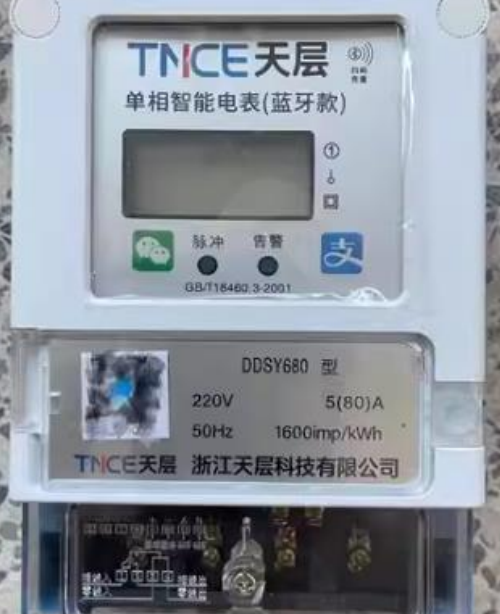 TNCE天层
单相智能电表(蓝牙款)
脉冲 告警
GB/T18460.3-2001
DDSY680 型
220V 5(80)A
50Hz 1600imp/kWh
TNCE天层 浙江天层科技有限公司